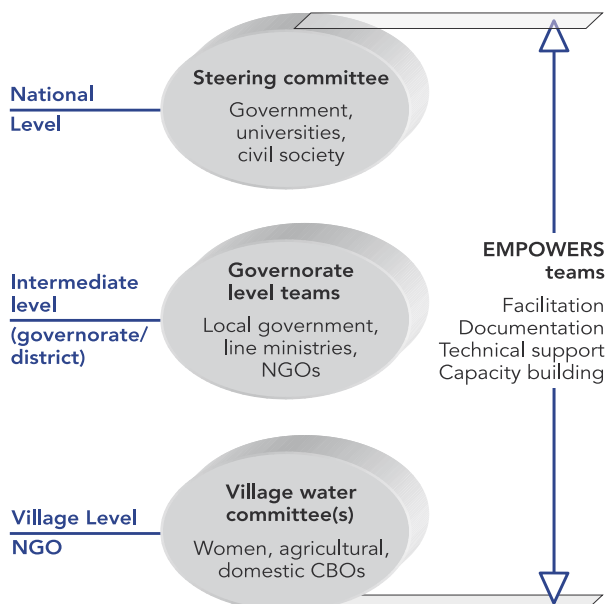 National
Level
Steering committee
Government,
universities,
civil society
Intermediate
level
(governorate/
district)
Governorate
level teams
Local government,
line ministries,
NGOs
EMPOWERS
teams
Facilitation
Documentation
Technical support
Capacity building
Village Level
NGO
Village water
committee(s)
Women, agricultural,
domestic CBOs